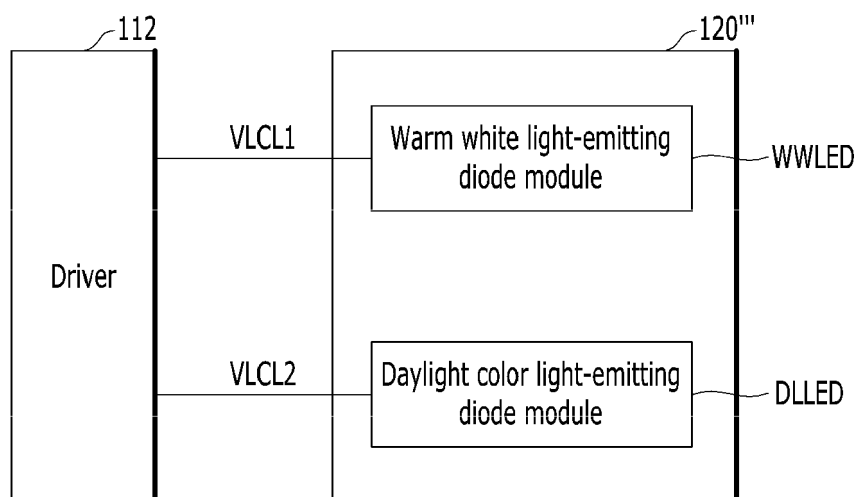 112
120'''
VLCL1
Warm white light-emitting
diode module
WWLED
Driver
VLCL2
Daylight color light-emitting
diode module
DLLED